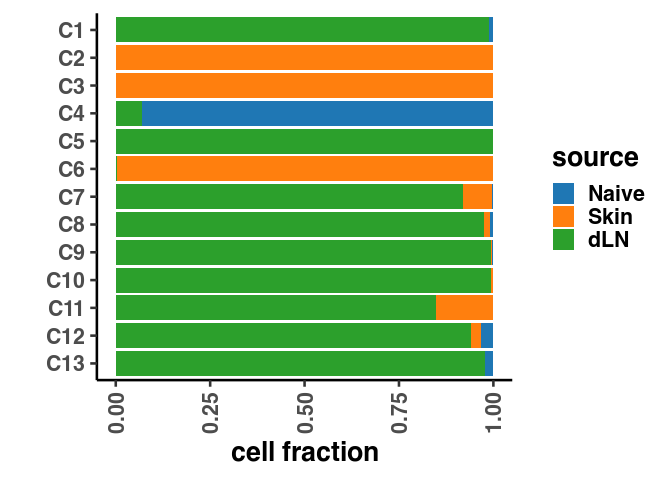 C1
C2
C3
C4
C5
C6
C7
C8
C9
C10
C11
C12
C13
0.00
0.25
0.50
0.75
1.00
cell fraction
source
Naive
Skin
dLN